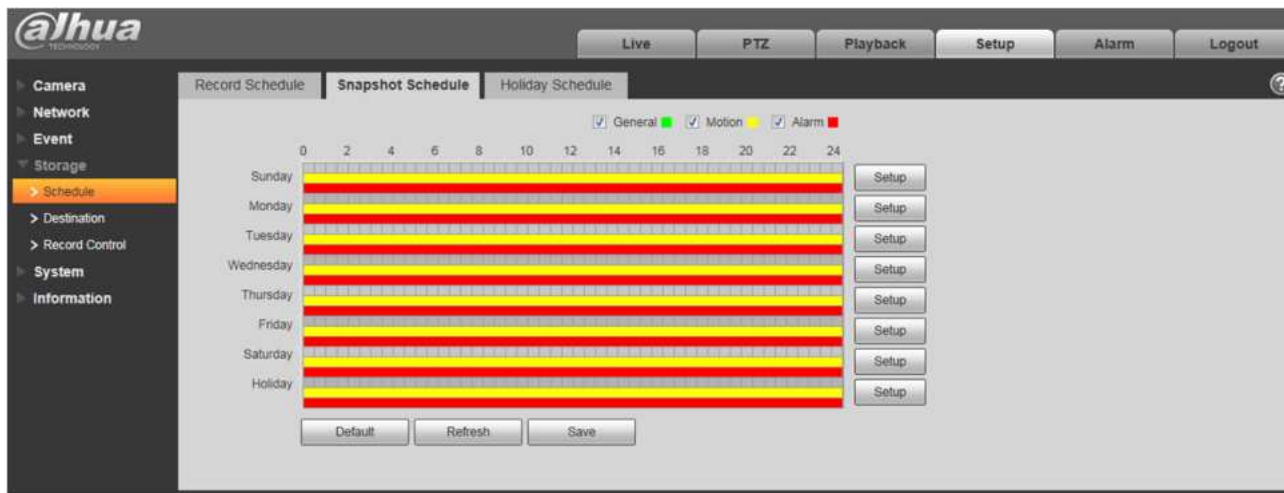 alhua
TECHNOLOGY
Live PTZ Playback Setup Alarm Logout
Camera
Network
Event
Storage
> Schedule
> Destination
> Record Control
System
Information
Record Schedule Snapshot Schedule Holiday Schedule
?
General Motion Alarm
0 2 4 6 8 10 12 14 16 18 20 22 24
Sunday Setup
Monday Setup
Tuesday Setup
Wednesday Setup
Thursday Setup
Friday Setup
Saturday Setup
Holiday Setup
Default Refresh Save